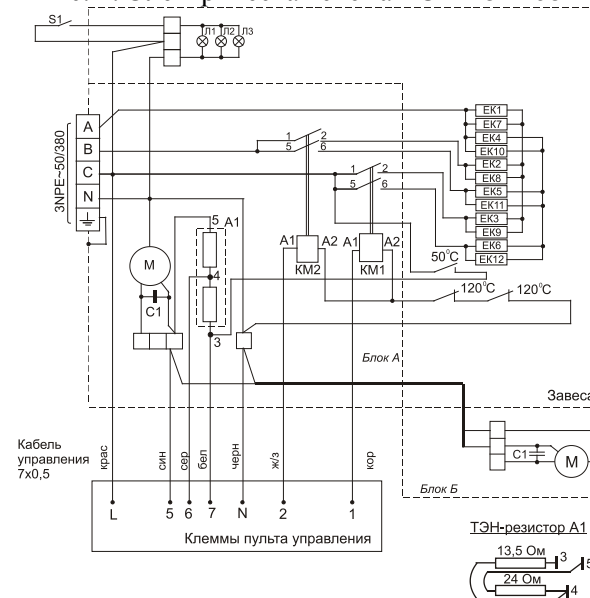 S1
Л1 Л2 Л3
3NPE~50/380
A
B
C
N
EK1
EK7
EK4
EK10
EK2
EK8
EK5
EK11
EK3
EK9
EK6
EK12
1 2
5 6
1 2
5 6
5 A1
4
3
M
C1
A1 A2
KM2
A1 A2
KM1
50°C
120°C 120°C
Блок А
Завеса
Кабель
управления
7х0,5
крас
син
сер
бел
черн
ж/з
кор
C1
M
Блок Б
L 5 6 7 N 2 1
Клеммы пульта управления
ТЭН-резистор А1
13,5 Ом 3
24 Ом 4